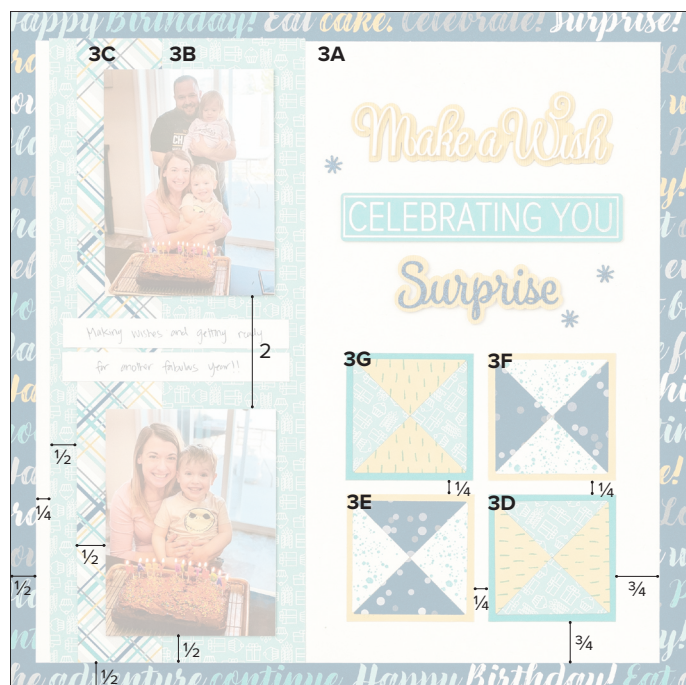 Happy Birthday! Eat cake. Celebrate! Surprise!
3C 3B 3A
Make a Wish
CELEBRATING YOU
Surprise
Making wishes and getting ready
for another fabulous year!!
2
3G 3F
½
¼ ¼
3E 3D
¼
½
½
¼
¾
½
¾
½
the adventure continue Happy Birthday! Eat